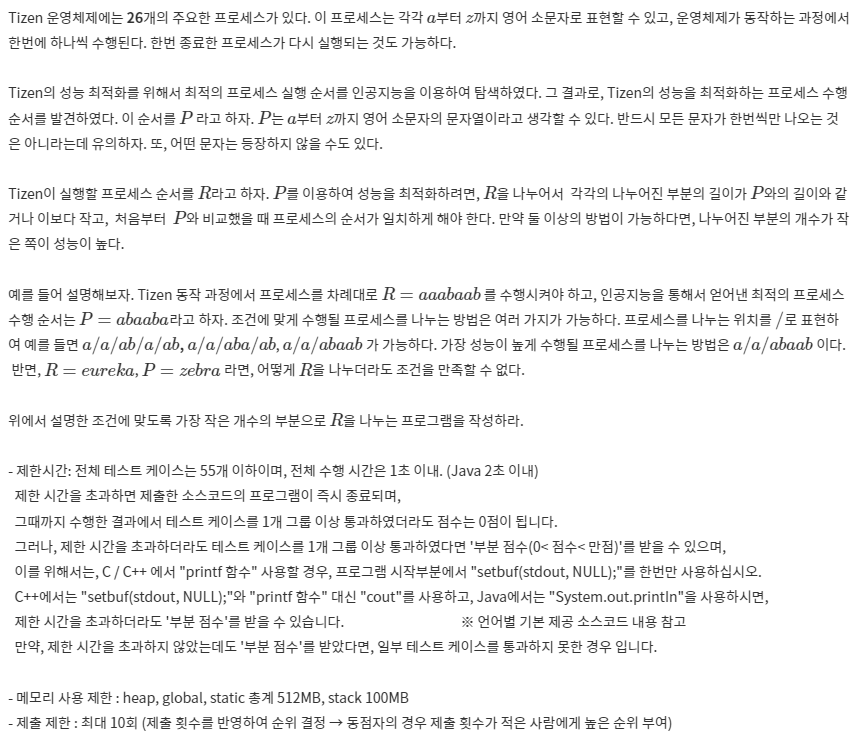 Tizen 운영체제에는 26개의 주요한 프로세스가 있다. 이 프로세스는 각각 a부터 z까지 영어 소문자로 표현할 수 있고, 운영체제가 동작하는 과정에서
한번에 하나씩 수행된다. 한번 종료한 프로세스가 다시 실행되는 것도 가능하다.
Tizen의 성능 최적화를 위해서 최적의 프로세스 실행 순서를 인공지능을 이용하여 탐색하였다. 그 결과로, Tizen의 성능을 최적화하는 프로세스 수행
순서를 발견하였다. 이 순서를 P 라고 하자. P는 a부터 z까지 영어 소문자의 문자열이라고 생각할 수 있다. 반드시 모든 문자가 한번씩만 나오는 것
은 아니라는데 유의하자. 또, 어떤 문자는 등장하지 않을 수도 있다.
Tizen이 실행할 프로세스 순서를 R라고 하자. P를 이용하여 성능을 최적화하려면, R을 나누어서 각각의 나누어진 부분의 길이가 P와의 길이와 같
거나 이보다 작고, 처음부터 P와 비교했을 때 프로세스의 순서가 일치하게 해야 한다. 만약 둘 이상의 방법이 가능하다면, 나누어진 부분의 개수가 작
은 쪽이 성능이 높다.
예를 들어 설명해보자. Tizen 동작 과정에서 프로세스를 차례대로 R = aaabaab 를 수행시켜야 하고, 인공지능을 통해서 얻어낸 최적의 프로세스
수행 순서는 P = abaaba라고 하자. 조건에 맞게 수행될 프로세스를 나누는 방법은 여러 가지가 가능하다. 프로세스를 나누는 위치를 /로 표현하
여 예를 들면 a/a/ab/a/ab, a/a/aba/ab, a/a/abaab 가 가능하다. 가장 성능이 높게 수행될 프로세스를 나누는 방법은 a/a/abaab 이다.
반면, R = eureka, P = zebra 라면, 어떻게 R을 나누더라도 조건을 만족할 수 없다.
위에서 설명한 조건에 맞도록 가장 작은 개수의 부분으로 R을 나누는 프로그램을 작성하라.
- 제한시간: 전체 테스트 케이스는 55개 이하이며, 전체 수행 시간은 1초 이내. (Java 2초 이내)
제한 시간을 초과하면 제출한 소스코드의 프로그램이 즉시 종료되며,
그때까지 수행한 결과에서 테스트 케이스를 1개 그룹 이상 통과하였더라도 점수는 0점이 됩니다.
그러나, 제한 시간을 초과하더라도 테스트 케이스를 1개 그룹 이상 통과하였다면 '부분 점수(0< 점수< 만점)'를 받을 수 있으며,
이를 위해서는, C / C++ 에서 "printf 함수" 사용할 경우, 프로그램 시작부분에서 "setbuf(stdout, NULL);"를 한번만 사용하십시오.
C++에서는 "setbuf(stdout, NULL);"와 "printf 함수" 대신 "cout"를 사용하고, Java에서는 "System.out.println"을 사용하시면,
제한 시간을 초과하더라도 '부분 점수'를 받을 수 있습니다. ※ 언어별 기본 제공 소스코드 내용 참고
만약, 제한 시간을 초과하지 않았는데도 '부분 점수'를 받았다면, 일부 테스트 케이스를 통과하지 못한 경우 입니다.
- 메모리 사용 제한 : heap, global, static 총계 512MB, stack 100MB
- 제출 제한 : 최대 10회 (제출 횟수를 반영하여 순위 결정 → 동점자의 경우 제출 횟수가 적은 사람에게 높은 순위 부여)